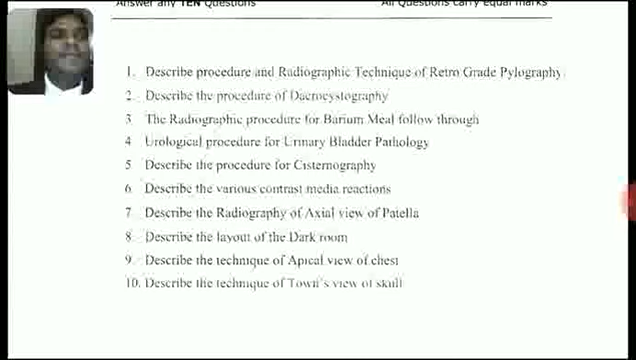 Answer any TEN Questions All Questions carry equal marks
1. Describe procedure and Radiographic Technique of Retro Grade Pylography.
2. Describe the procedure of Dacrocystography
3 The Radiographic procedure for Barium Meal follow through
4 Urological procedure for Urinary Bladder Pathology
5 Describe the procedure for Cisternography
6 Describe the various contrast media reactions
7 Describe the Radiography of Axial view of Patella
8 Describe the layout of the Dark room
9 Describe the technique of Apical view of chest
10. Describe the technique of Town's view of skull